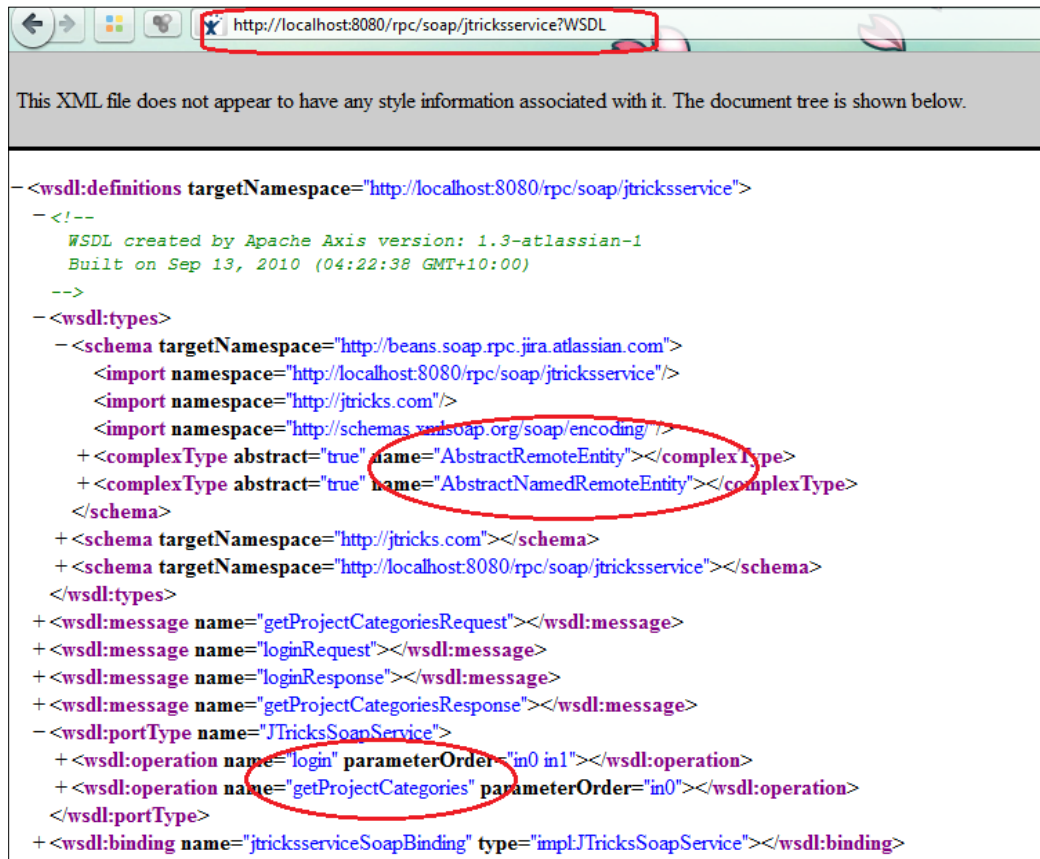 http://localhost:8080/rpc/soap/jtricksservice?WSDL
This XML file does not appear to have any style information associated with it. The document tree is shown below.
−<wsdl:definitions targetNamespace="http://localhost:8080/rpc/soap/jtricksservice">
−<!--
WSDL created by Apache Axis version: 1.3-atlassian-1
Built on Sep 13, 2010 (04:22:38 GMT+10:00)
-->
−<wsdl:types>
−<schema targetNamespace="http://beans.soap.rpc.jira.atlassian.com">
<import namespace="http://localhost:8080/rpc/soap/jtricksservice"/>
<import namespace="http://jtricks.com"/>
<import namespace="http://schemas.xmlsoap.org/soap/encoding/"/>
+<complexType abstract="true" name="AbstractRemoteEntity"></complexType>
+<complexType abstract="true" name="AbstractNamedRemoteEntity"></complexType>
</schema>
+<schema targetNamespace="http://jtricks.com"></schema>
+<schema targetNamespace="http://localhost:8080/rpc/soap/jtricksservice"></schema>
</wsdl:types>
+<wsdl:message name="getProjectCategoriesRequest"></wsdl:message>
+<wsdl:message name="loginRequest"></wsdl:message>
+<wsdl:message name="loginResponse"></wsdl:message>
+<wsdl:message name="getProjectCategoriesResponse"></wsdl:message>
−<wsdl:portType name="JTricksSoapService">
+<wsdl:operation name="login" parameterOrder="in0 in1"></wsdl:operation>
+<wsdl:operation name="getProjectCategories" parameterOrder="in0"></wsdl:operation>
</wsdl:portType>
+<wsdl:binding name="jtricksserviceSoapBinding" type="impl:JTricksSoapService"></wsdl:binding>